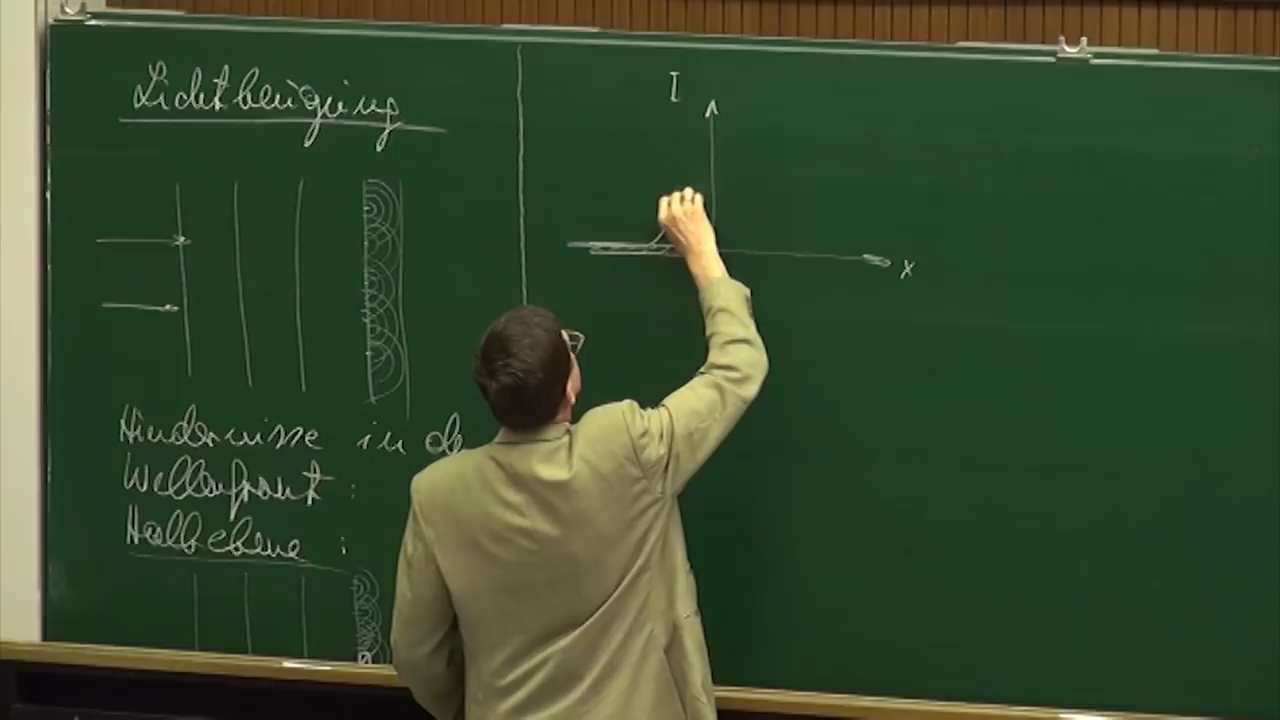 Lichtbeugung
I
x
Hindernisse in de
Wellenfront :
Halbebene :